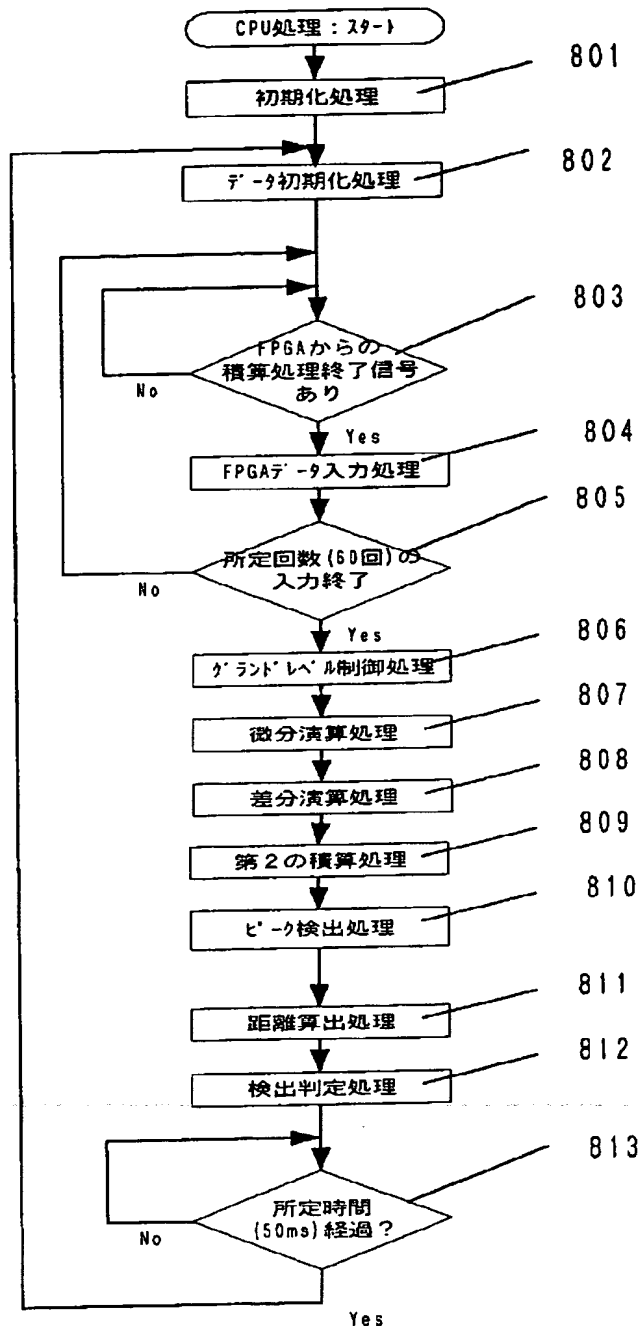 CPU処理：ｽﾀｰﾄ
801
初期化処理
802
ﾃﾞｰﾀ初期化処理
803
FPGAからの
積算処理終了信号
あり
No
Yes
804
FPGAﾃﾞｰﾀ入力処理
805
所定回数(60回)の
入力終了
No
Yes
806
ｸﾞﾗﾝﾄﾞﾚﾍﾞﾙ制御処理
807
微分演算処理
808
差分演算処理
809
第２の積算処理
810
ﾋﾟｰｸ検出処理
811
距離算出処理
812
検出判定処理
813
所定時間
(50ms)経過？
No
Yes